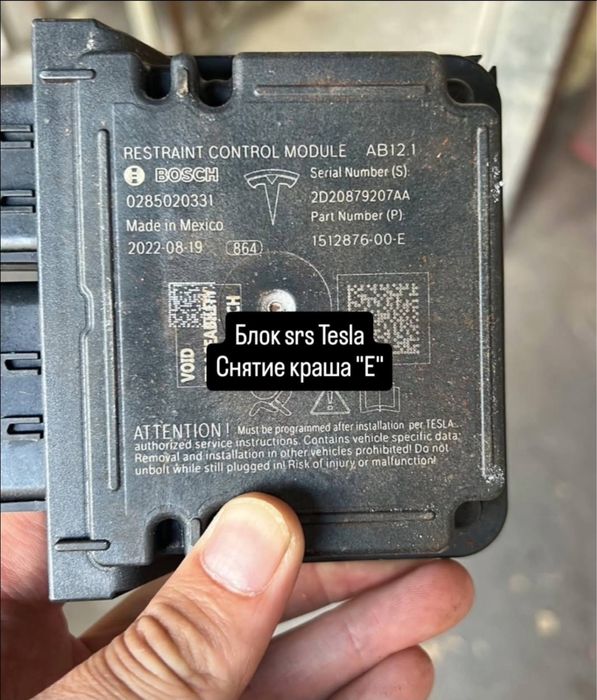 RESTRAINT CONTROL MODULE AB12.1
BOSCH
0285020331
Made in Mexico
2022-08-19 864
Serial Number (S):
2D20879207AA
Part Number (P):
1512876-00-E
VOID
Блок srs Tesla
Снятие краша "Е"
ATTENTION! Must be programmed after installation per TESLA
authorized service instructions. Contains vehicle specific data.
Removal and installation in other vehicles prohibited! Do not
unbolt while still plugged in! Risk of injury or malfunction!